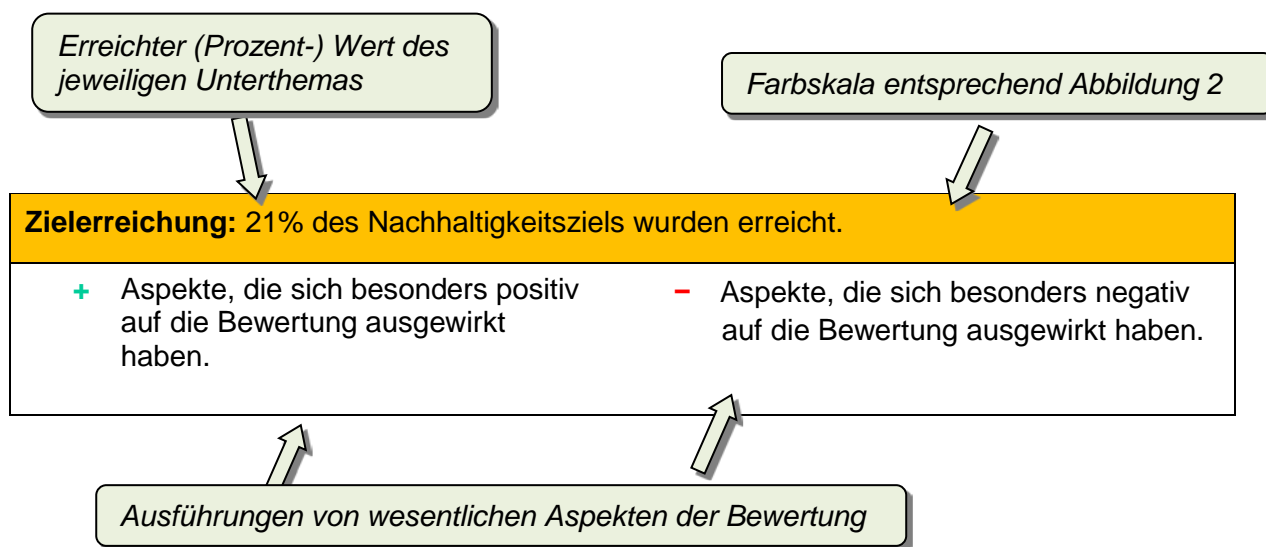 Erreichter (Prozent-) Wert des
jeweiligen Unterthemas
Farbskala entsprechend Abbildung 2
Zielerreichung: 21% des Nachhaltigkeitsziels wurden erreicht.
+ Aspekte, die sich besonders positiv
auf die Bewertung ausgewirkt
haben.
− Aspekte, die sich besonders negativ
auf die Bewertung ausgewirkt haben.
Ausführungen von wesentlichen Aspekten der Bewertung